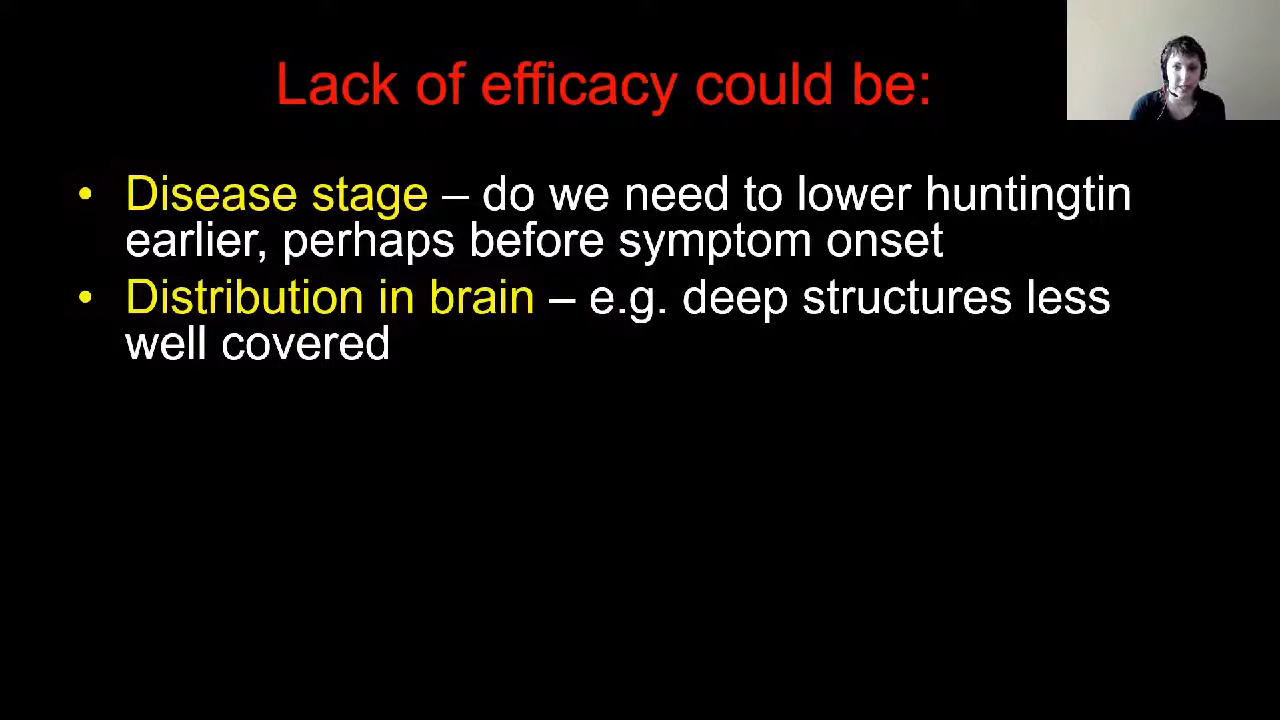 Lack of efficacy could be:
• Disease stage – do we need to lower huntingtin
earlier, perhaps before symptom onset
• Distribution in brain – e.g. deep structures less
well covered